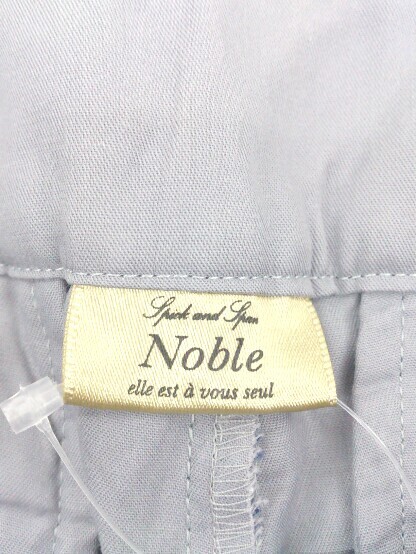 Spick and Span
Noble
elle est à vous seul